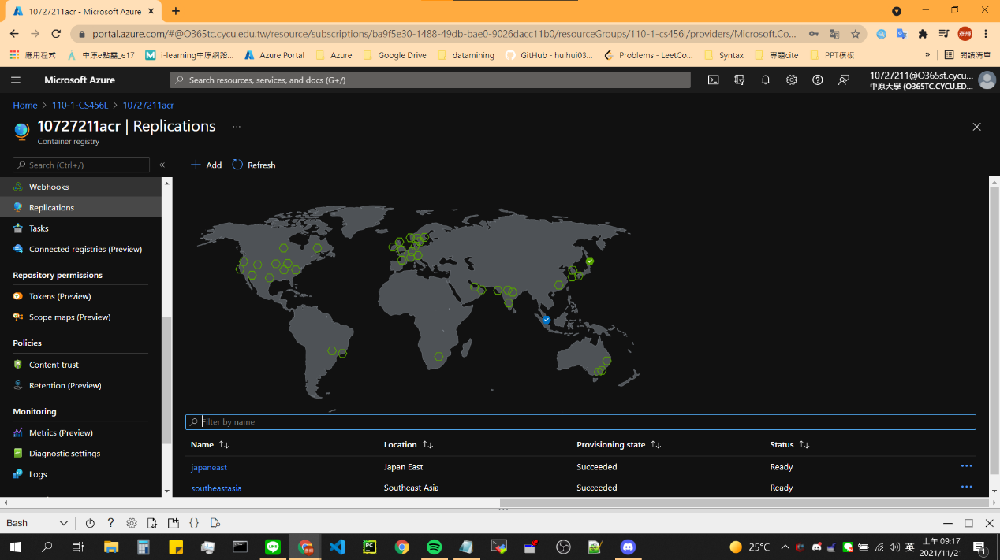 10727211acr - Microsoft Azure
portal.azure.com/#@O365tc.cycu.edu.tw/resource/subscriptions/ba9f5e30-1488-49db-bae0-9026dacc11b0/resourceGroups/110-1-cs456l/providers/Microsoft.Co...
應用程式 中原e點靈_e17 i-learning中原網路... Azure Portal Azure Google Drive datamining GitHub - huihui03... Problems - LeetCo... Syntax 專題cite PPT模板 » 閱讀清單
Microsoft Azure
Search resources, services, and docs (G+/)
10727211@O365st.cycu...
中原大學 (O365TC.CYCU.ED...
Home > 110-1-CS456L > 10727211acr
10727211acr | Replications ...
Container registry
Search (Ctrl+/) «
Add Refresh
Webhooks
Replications
Tasks
Connected registries (Preview)
Repository permissions
Tokens (Preview)
Scope maps (Preview)
Policies
Content trust
Retention (Preview)
Monitoring
Metrics (Preview)
Diagnostic settings
Logs
Filter by name
Name Location Provisioning state Status
japaneast Japan East Succeeded Ready
southeastasia Southeast Asia Succeeded Ready
Bash
25°C 英 上午 09:17
2021/11/21
1